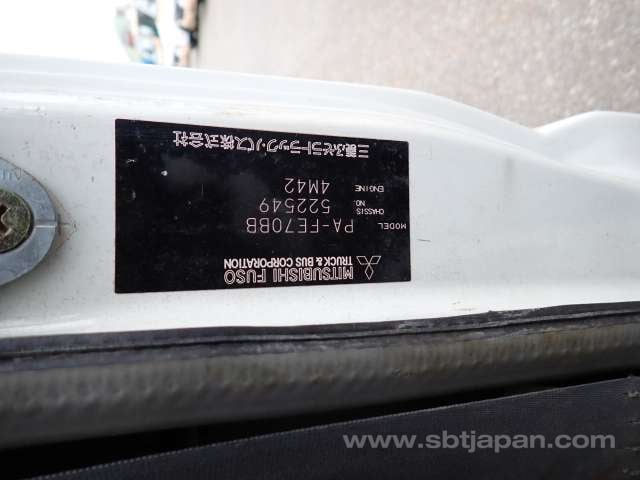 MITSUBISHI FUSO
TRUCK & BUS CORPORATION
MODEL PA-FE70BB
CHASSIS NO. 522549
ENGINE 4M42
三菱ふそうトラック・バス株式会社
www.sbtjapan.com